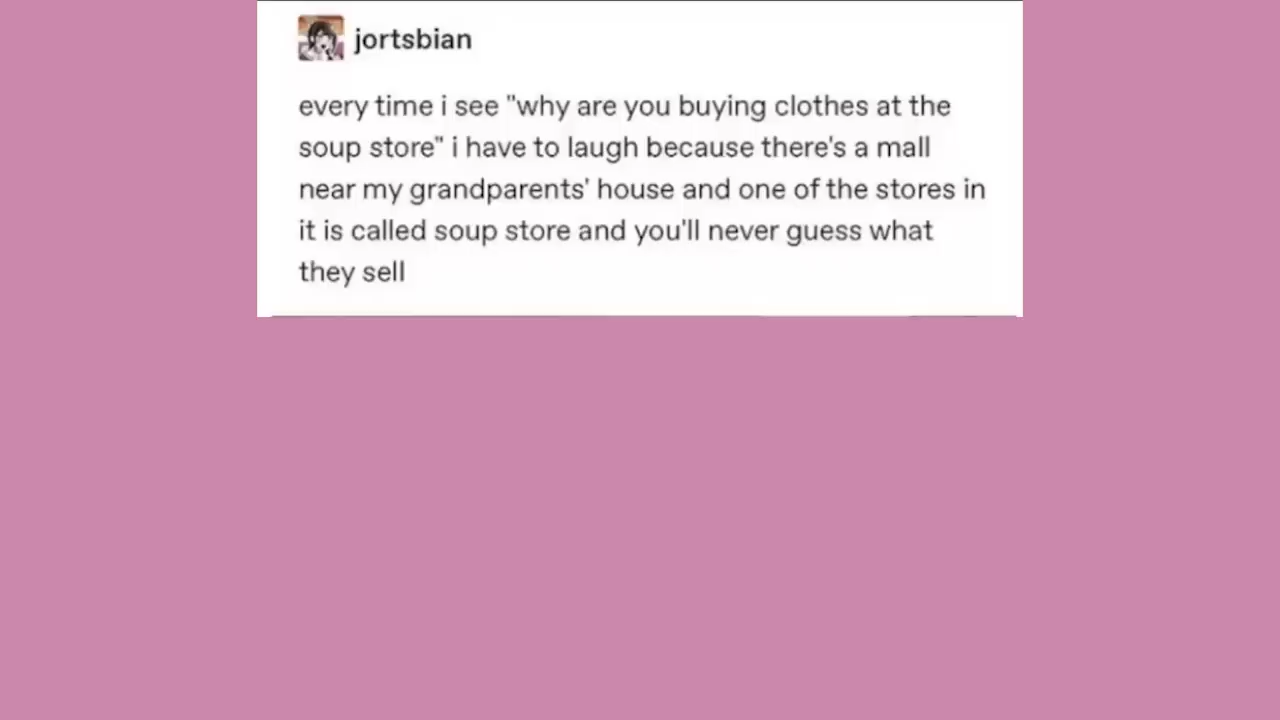 jortsbian
every time i see "why are you buying clothes at the
soup store" i have to laugh because there's a mall
near my grandparents' house and one of the stores in
it is called soup store and you'll never guess what
they sell